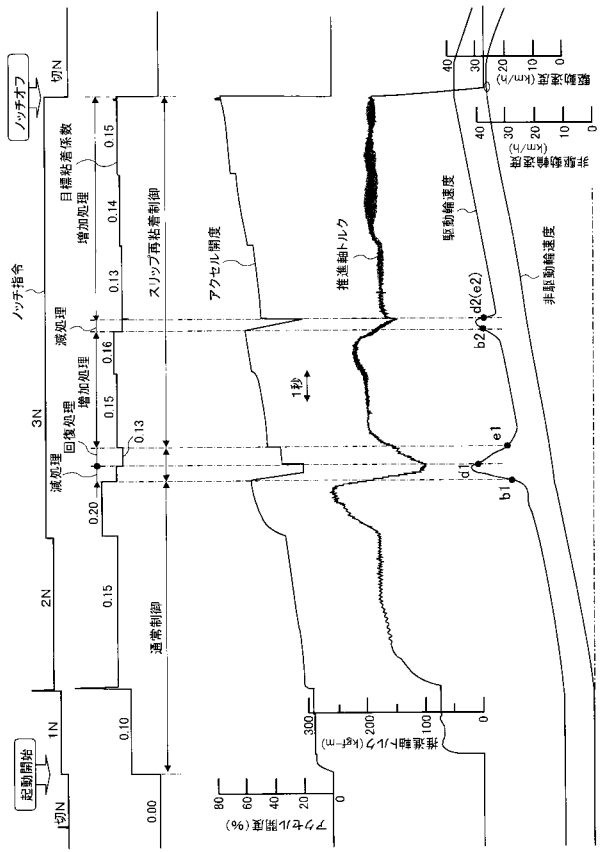 起動開始
ノッチオフ
切N
1N
2N
3N
ノッチ指令
切N
0.00
0.10
0.15
0.20
減処理
回復処理
0.13
増加処理
0.15
0.16
減処理
目標粘着係数
増加処理
0.13
0.14
0.15
通常制御
スリップ再粘着制御
アクセル開度
80
60
40
20
0
アクセル開度(%)
1秒
推進軸トルク
300
200
100
0
推進軸トルク(kgf-m)
駆動輪速度
b1
d1
e1
b2
d2(e2)
非駆動輪速度
40
30
20
10
0
非駆動輪速度
(km/h)
40
30
20
10
0
駆動速度
(km/h)